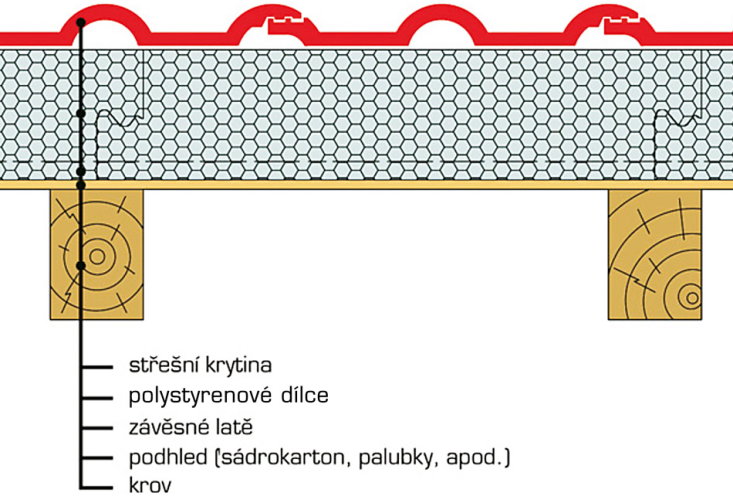 střešní krytina
polystyrenové dílce
závěsné latě
podhled (sádrokarton, palubky, apod.)
krov